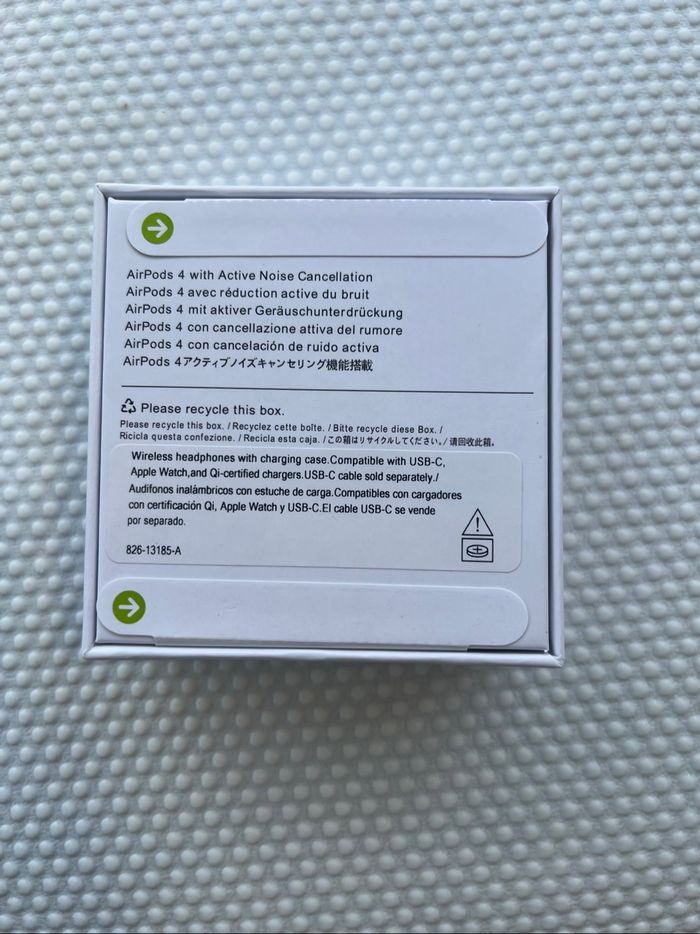 AirPods 4 with Active Noise Cancellation
AirPods 4 avec réduction active du bruit
AirPods 4 mit aktiver Geräuschunterdrückung
AirPods 4 con cancellazione attiva del rumore
AirPods 4 con cancelación de ruido activa
AirPods 4アクティブノイズキャンセリング機能搭載
Please recycle this box.
Please recycle this box. / Recyclez cette boîte. / Bitte recycle diese Box. /
Ricicla questa confezione. / Recicla esta caja. / この箱はリサイクルしてください。/ 请回收此箱。
Wireless headphones with charging case.Compatible with USB-C,
Apple Watch,and Qi-certified chargers.USB-C cable sold separately./
Audífonos inalámbricos con estuche de carga.Compatibles con cargadores
con certificación Qi, Apple Watch y USB-C.El cable USB-C se vende
por separado.
826-13185-A